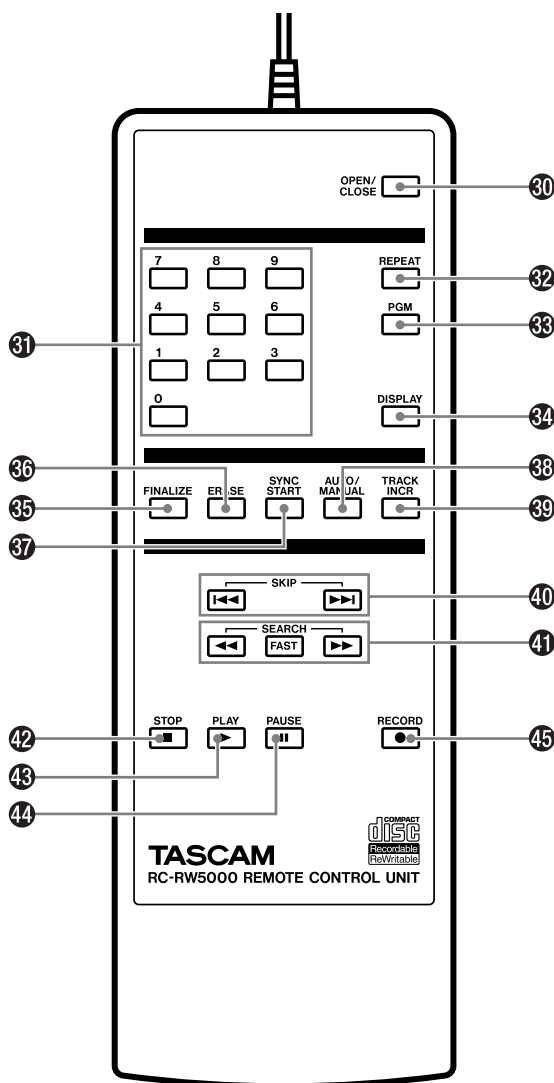 OPEN/
CLOSE
30
7 8 9
REPEAT
32
4 5 6
PGM
33
31
1 2 3
0
DISPLAY
34
36
38
FINALIZE
ERASE
SYNC
START
AUTO/
MANUAL
TRACK
INCR
35
39
37
SKIP
40
SEARCH
FAST
41
STOP
PLAY
PAUSE
RECORD
42
45
43
44
COMPACT
disc
Recordable
ReWritable
TASCAM
RC-RW5000 REMOTE CONTROL UNIT